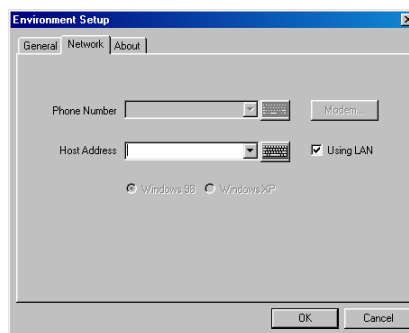 Environment Setup
General Network About
Phone Number Modem...
Host Address Using LAN
Windows 98 Windows XP
OK Cancel